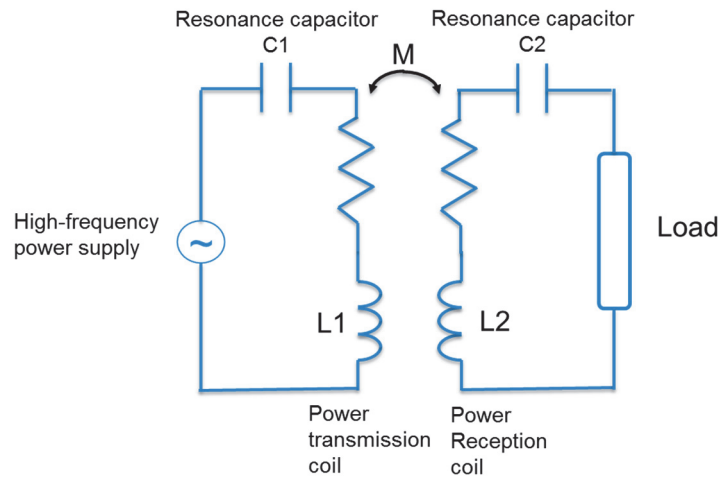 Resonance capacitor
C1
Resonance capacitor
C2
M
High-frequency
power supply
~
L1
L2
Load
Power
transmission
coil
Power
Reception
coil